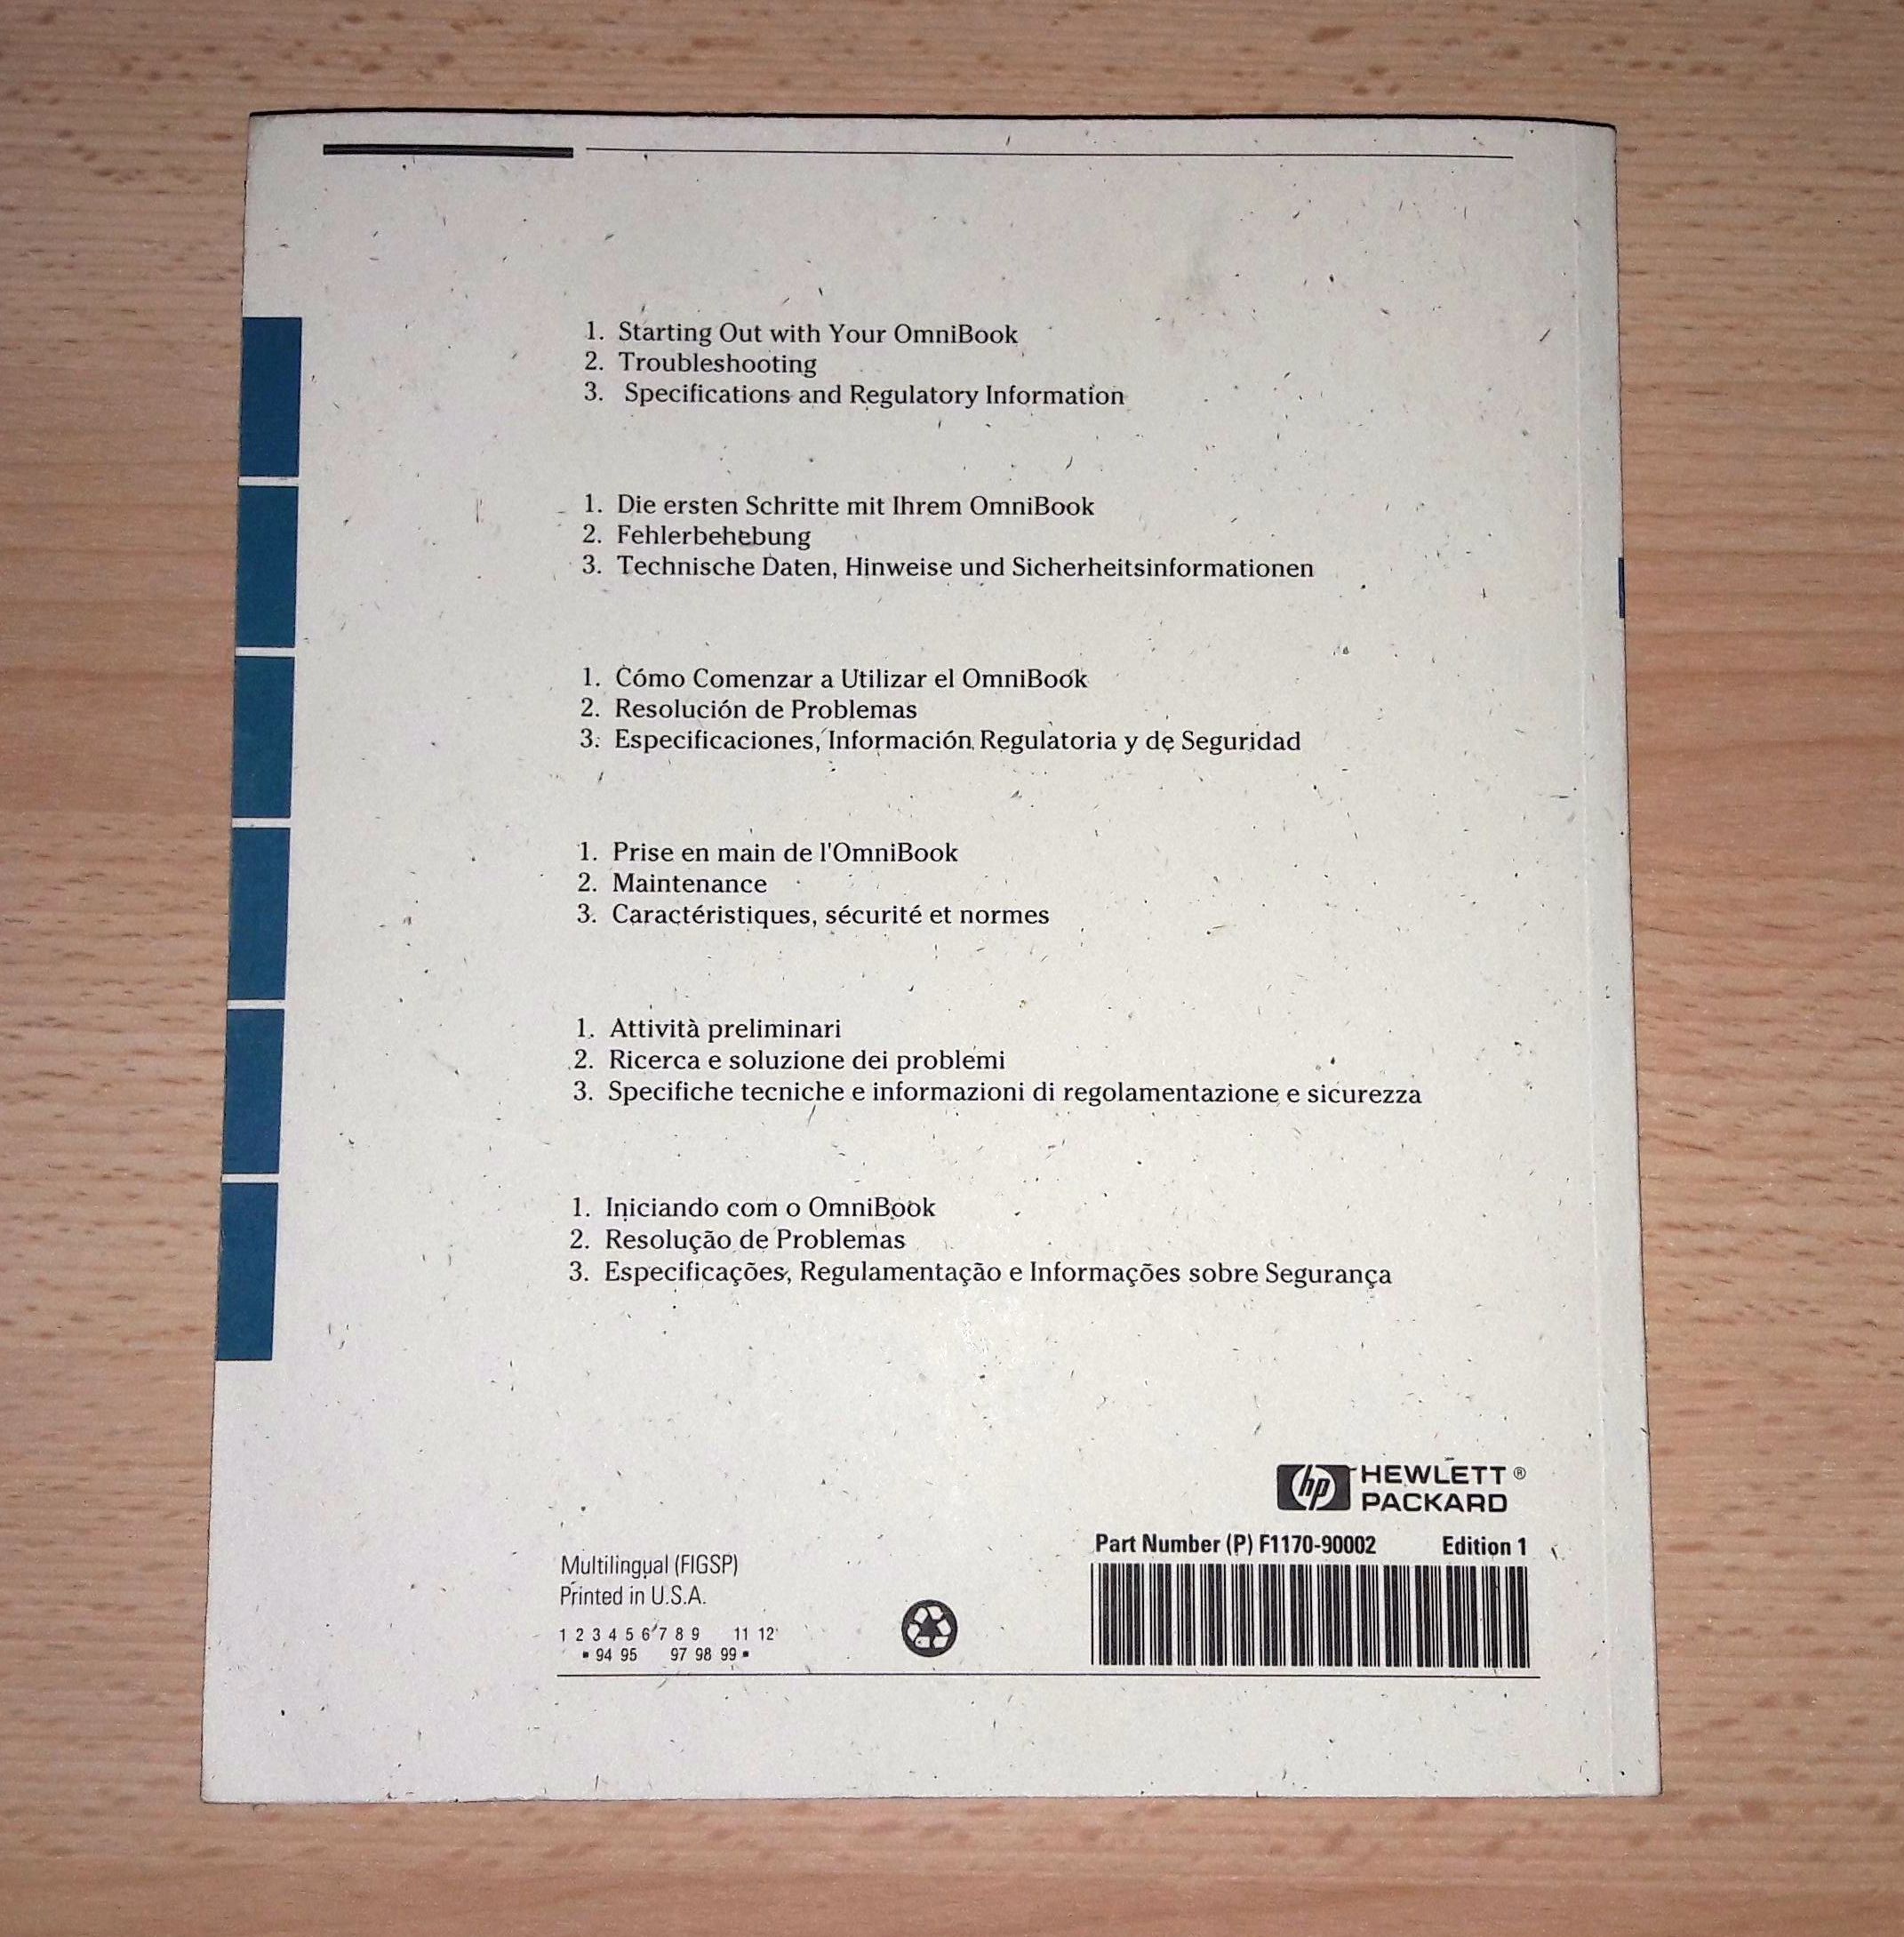 1. Starting Out with Your OmniBook
2. Troubleshooting
3. Specifications and Regulatory Information
1. Die ersten Schritte mit Ihrem OmniBook
2. Fehlerbehebung
3. Technische Daten, Hinweise und Sicherheitsinformationen
1. Cómo Comenzar a Utilizar el OmniBook
2. Resolución de Problemas
3. Especificaciones, Información Regulatoria y de Seguridad
1. Prise en main de l'OmniBook
2. Maintenance
3. Caractéristiques, sécurité et normes
1. Attività preliminari
2. Ricerca e soluzione dei problemi
3. Specifiche tecniche e informazioni di regolamentazione e sicurezza
1. Iniciando com o OmniBook
2. Resolução de Problemas
3. Especificações, Regulamentação e Informações sobre Segurança
hp HEWLETT ®
PACKARD
Part Number (P) F1170-90002 Edition 1
Multilingual (FIGSP)
Printed in U.S.A.
1 2 3 4 5 6 7 8 9 11 12
▪ 94 95 97 98 99 ▪